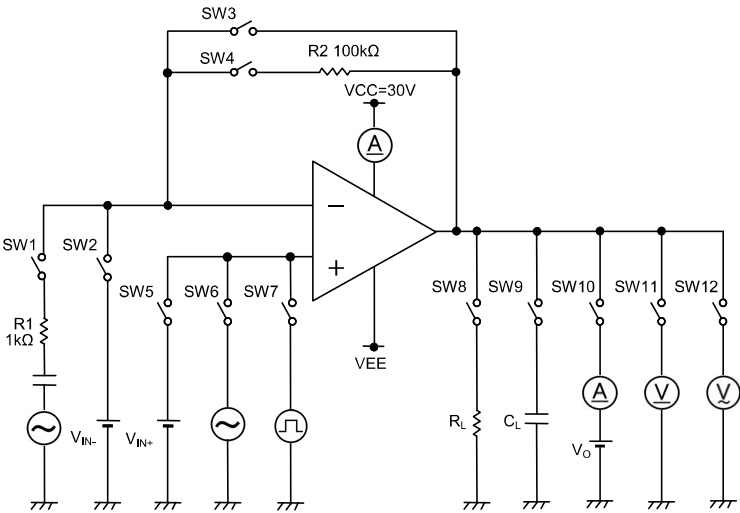 SW3
SW4
R2 100kΩ
VCC=30V
A
−
+
SW1
SW2
SW5
SW6
SW7
SW8
SW9
SW10
SW11
SW12
R1
1kΩ
VEE
A
V
V
VIN-
VIN+
RL
CL
VO